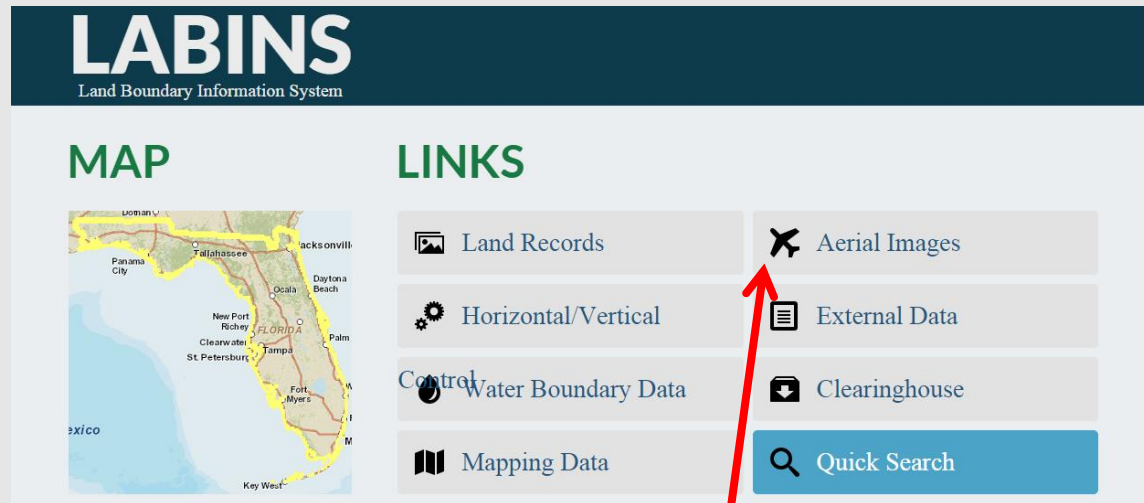 LABINS
Land Boundary Information System
MAP
LINKS
Dothan
Jacksonvill
Tallahassee
Panama
City
Daytona
Beach
Ocala
New Port
Richey
FLORIDA
Clearwater
Palm
St. Petersburg
Tampa
Fort
Myers
exico
M
Key West
Land Records
Aerial Images
Horizontal/Vertical
Control
External Data
Water Boundary Data
Clearinghouse
Mapping Data
Quick Search